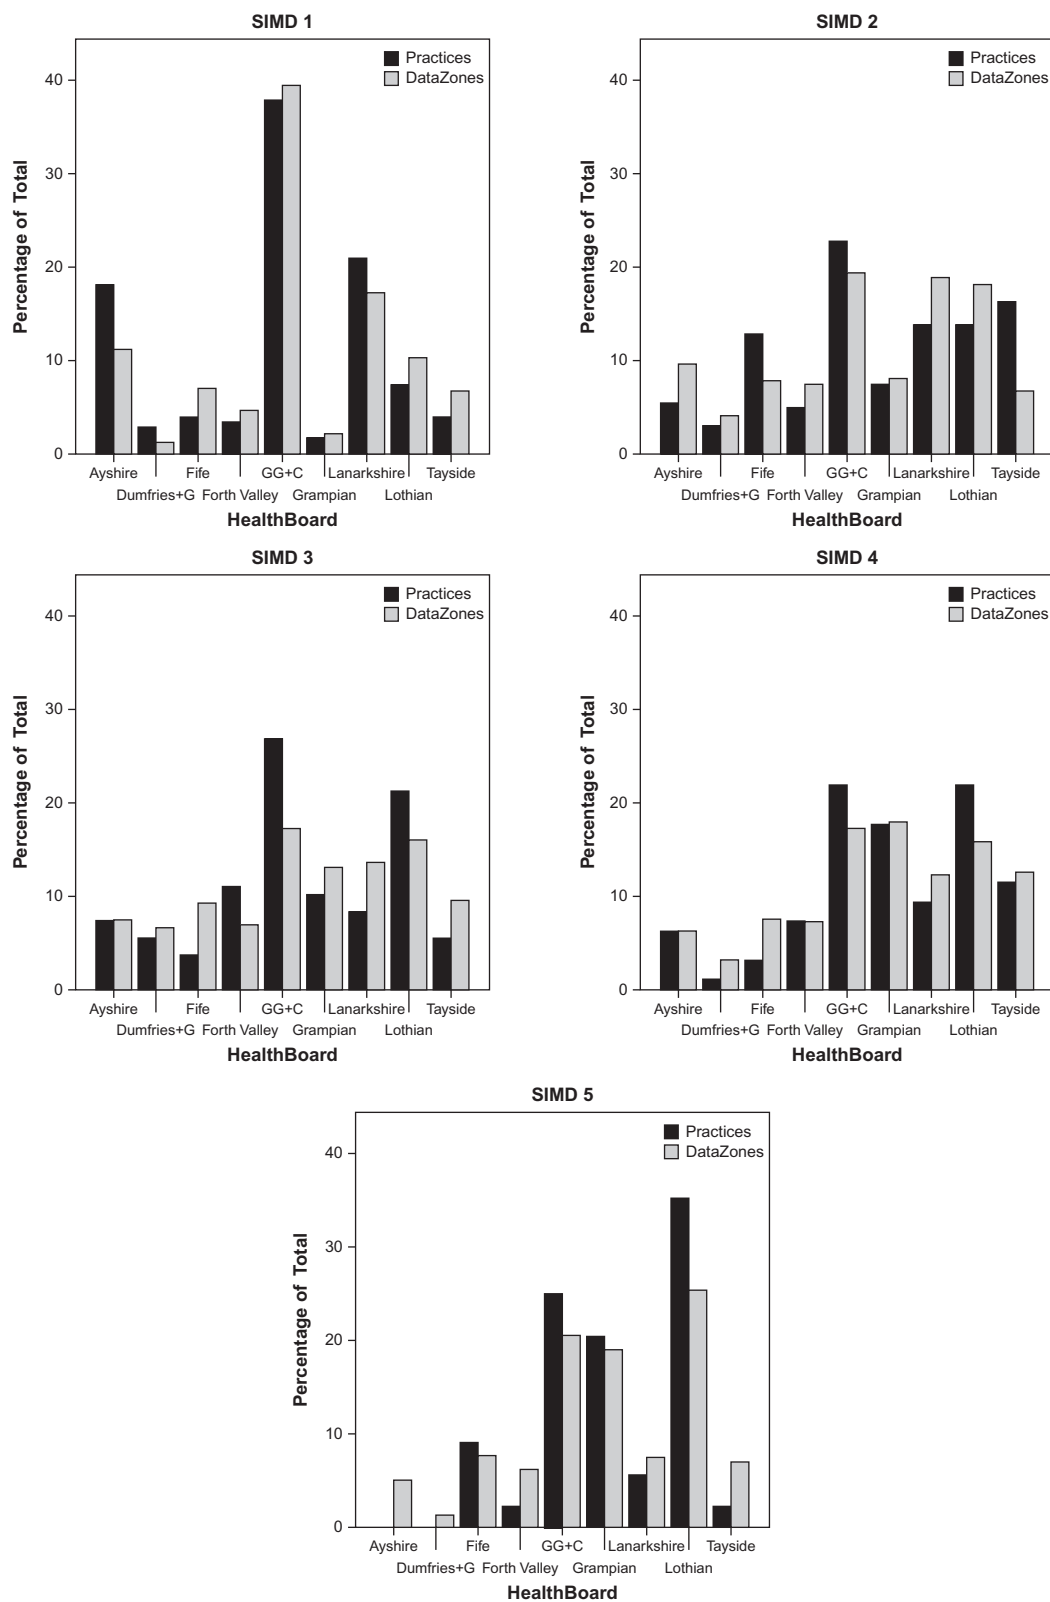 SIMD 1
Practices
DataZones
Percentage of Total
40
30
20
10
0
Ayshire Fife GG+C Lanarkshire Tayside
Dumfries+G Forth Valley Grampian Lothian
HealthBoard
SIMD 2
Practices
DataZones
Percentage of Total
40
30
20
10
0
Ayshire Fife GG+C Lanarkshire Tayside
Dumfries+G Forth Valley Grampian Lothian
HealthBoard
SIMD 3
Practices
DataZones
Percentage of Total
40
30
20
10
0
Ayshire Fife GG+C Lanarkshire Tayside
Dumfries+G Forth Valley Grampian Lothian
HealthBoard
SIMD 4
Practices
DataZones
Percentage of Total
40
30
20
10
0
Ayshire Fife GG+C Lanarkshire Tayside
Dumfries+G Forth Valley Grampian Lothian
HealthBoard
SIMD 5
Practices
DataZones
Percentage of Total
40
30
20
10
0
Ayshire Fife GG+C Lanarkshire Tayside
Dumfries+G Forth Valley Grampian Lothian
HealthBoard